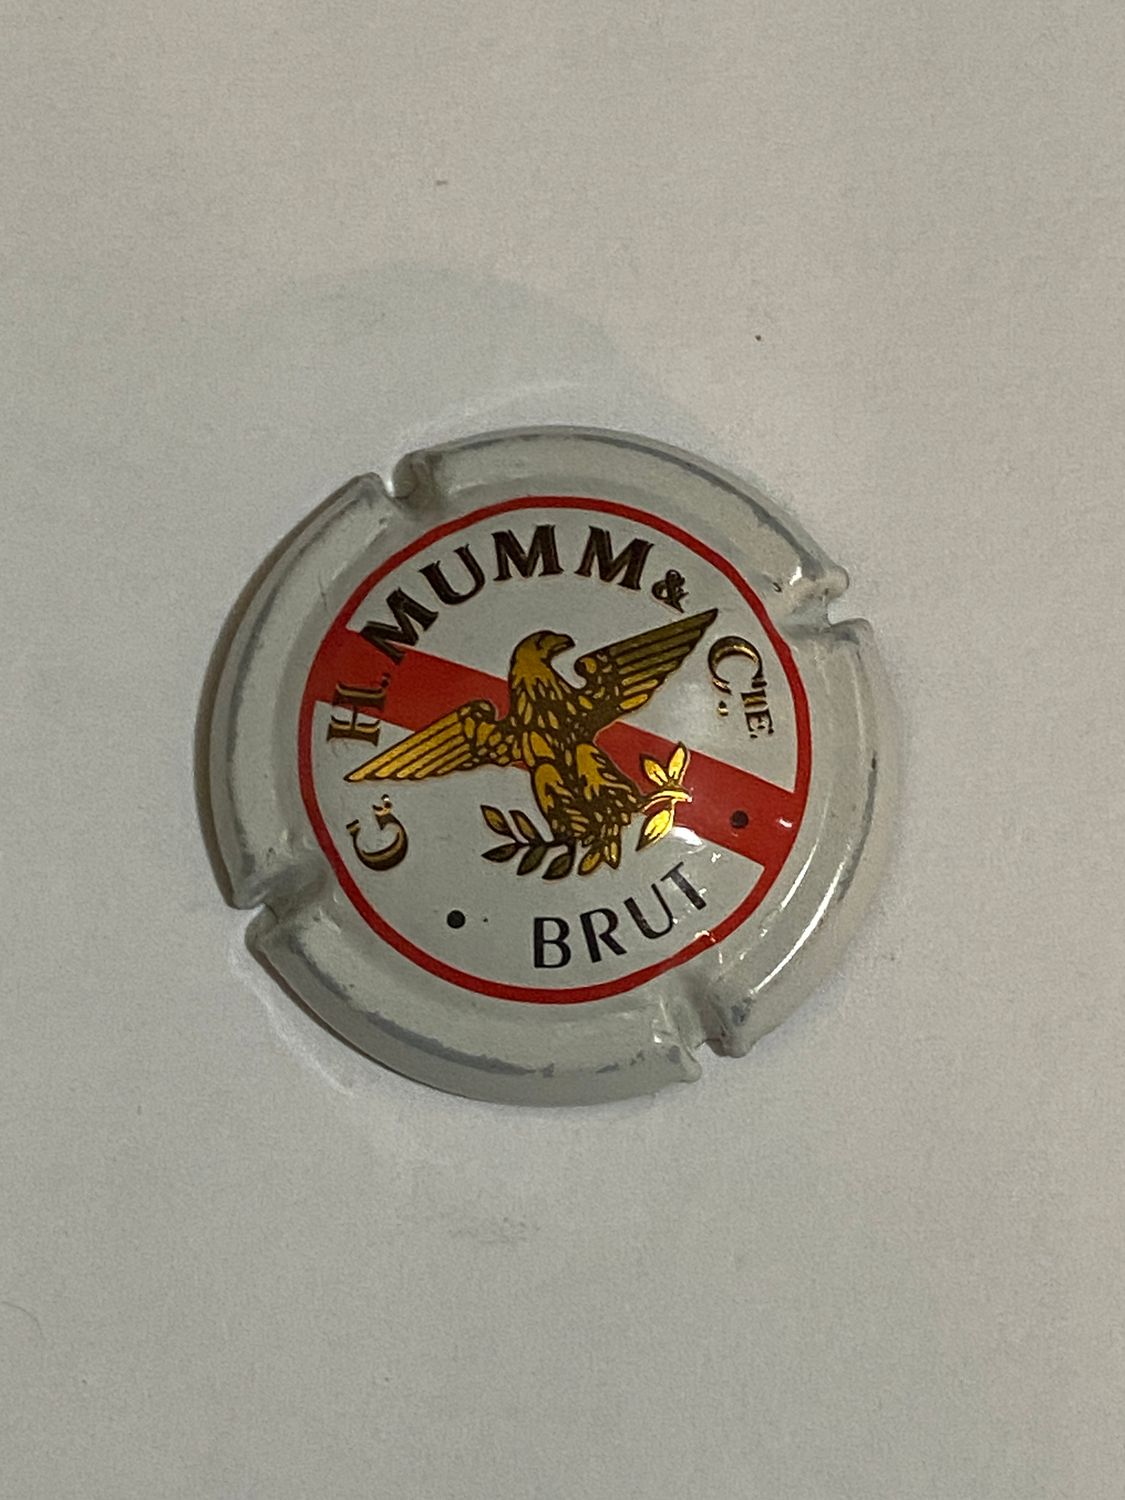 G. H. MUMM & CIE.
• BRUT •